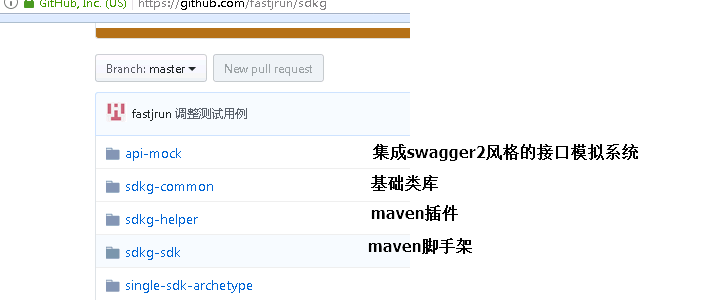 GitHub, Inc. (US) https://github.com/fastjrun/sdkg
Branch: master New pull request
fastjrun 调整测试用例
api-mock 集成swagger2风格的接口模拟系统
sdkg-common 基础类库
sdkg-helper maven插件
sdkg-sdk maven脚手架
single-sdk-archetype